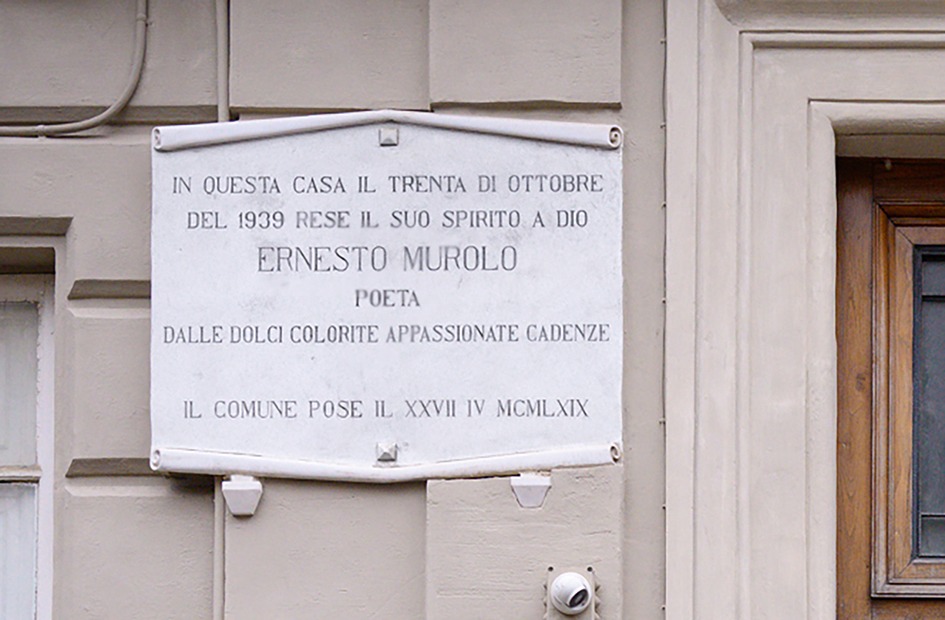 IN QUESTA CASA IL TRENTA DI OTTOBRE
DEL 1939 RESE IL SUO SPIRITO A DIO
ERNESTO MUROLO
POETA
DALLE DOLCI COLORITE APPASSIONATE CADENZE
IL COMUNE POSE IL XXVII IV MCMLXIX